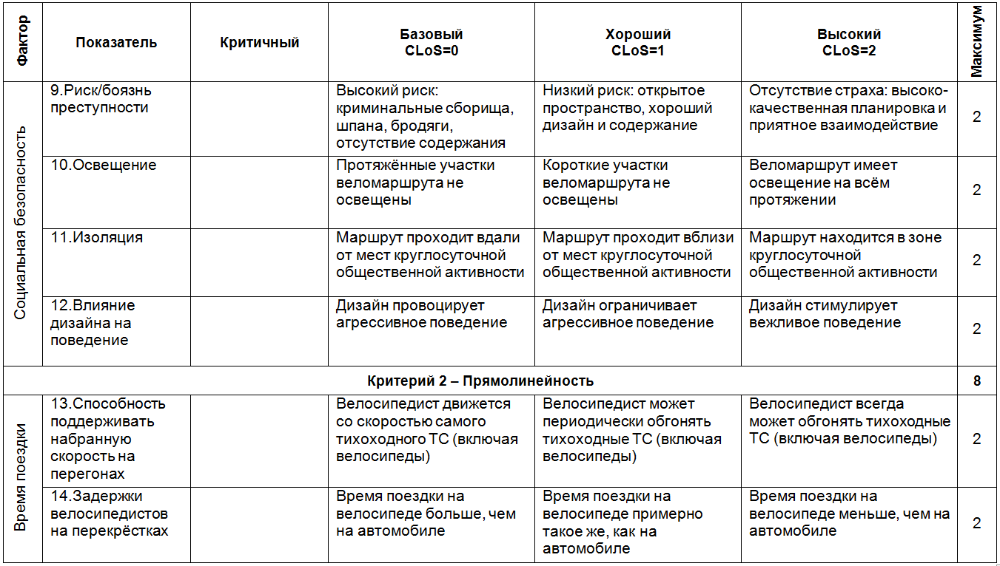 Фактор
Показатель
Критичный
Базовый
CLoS=0
Хороший
CLoS=1
Высокий
CLoS=2
Максимум
Социальная безопасность
9.Риск/боязнь
преступности
Высокий риск:
криминальные сборища,
шпана, бродяги,
отсутствие содержания
Низкий риск: открытое
пространство, хороший
дизайн и содержание
Отсутствие страха: высоко-
качественная планировка и
приятное взаимодействие
2
10.Освещение
Протяжённые участки
веломаршрута не
освещены
Короткие участки
веломаршрута не
освещены
Веломаршрут имеет
освещение на всём
протяжении
2
11.Изоляция
Маршрут проходит вдали
от мест круглосуточной
общественной активности
Маршрут проходит вблизи
от мест круглосуточной
общественной активности
Маршрут находится в зоне
круглосуточной
общественной активности
2
12.Влияние
дизайна на
поведение
Дизайн провоцирует
агрессивное поведение
Дизайн ограничивает
агрессивное поведение
Дизайн стимулирует
вежливое поведение
2
Критерий 2 – Прямолинейность
8
Время поездки
13.Способность
поддерживать
набранную
скорость на
перегонах
Велосипедист движется
со скоростью самого
тихоходного ТС (включая
велосипеды)
Велосипедист может
периодически обгонять
тихоходные ТС (включая
велосипеды)
Велосипедист всегда
может обгонять тихоходные
ТС (включая велосипеды)
2
14.Задержки
велосипедистов
на перекрёстках
Время поездки на
велосипеде больше, чем
на автомобиле
Время поездки на
велосипеде примерно
такое же, как на
автомобиле
Время поездки на
велосипеде меньше, чем на
автомобиле
2